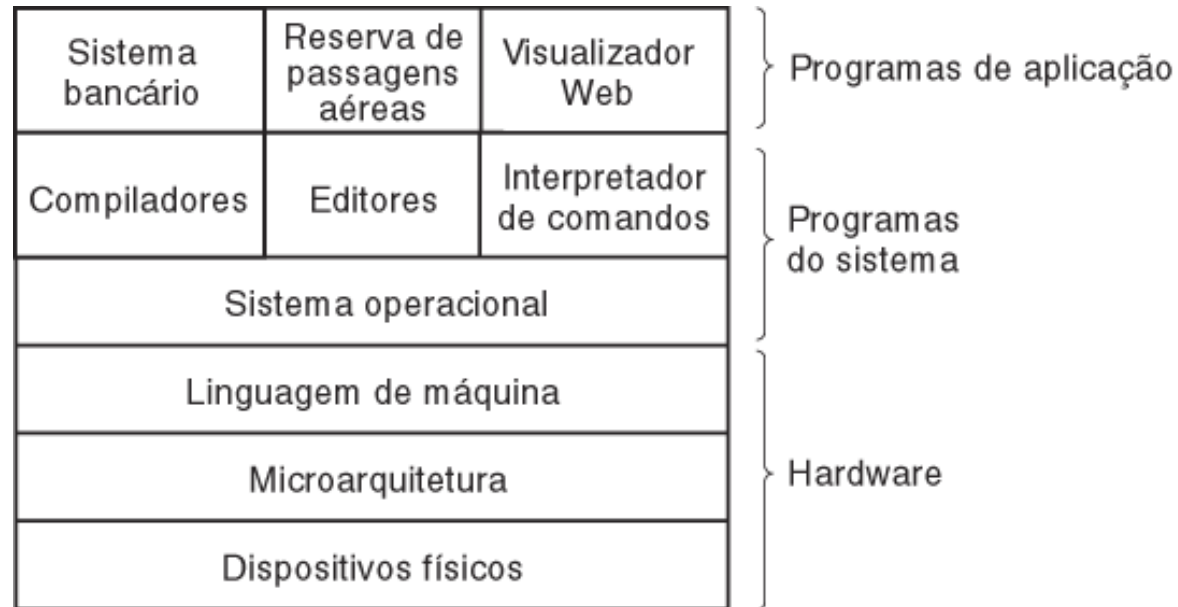 Sistema
bancário
Reserva de
passagens
aéreas
Visualizador
Web
Programas de aplicação
Compiladores
Editores
Interpretador
de comandos
Programas
do sistema
Sistema operacional
Linguagem de máquina
Microarquitetura
Hardware
Dispositivos físicos